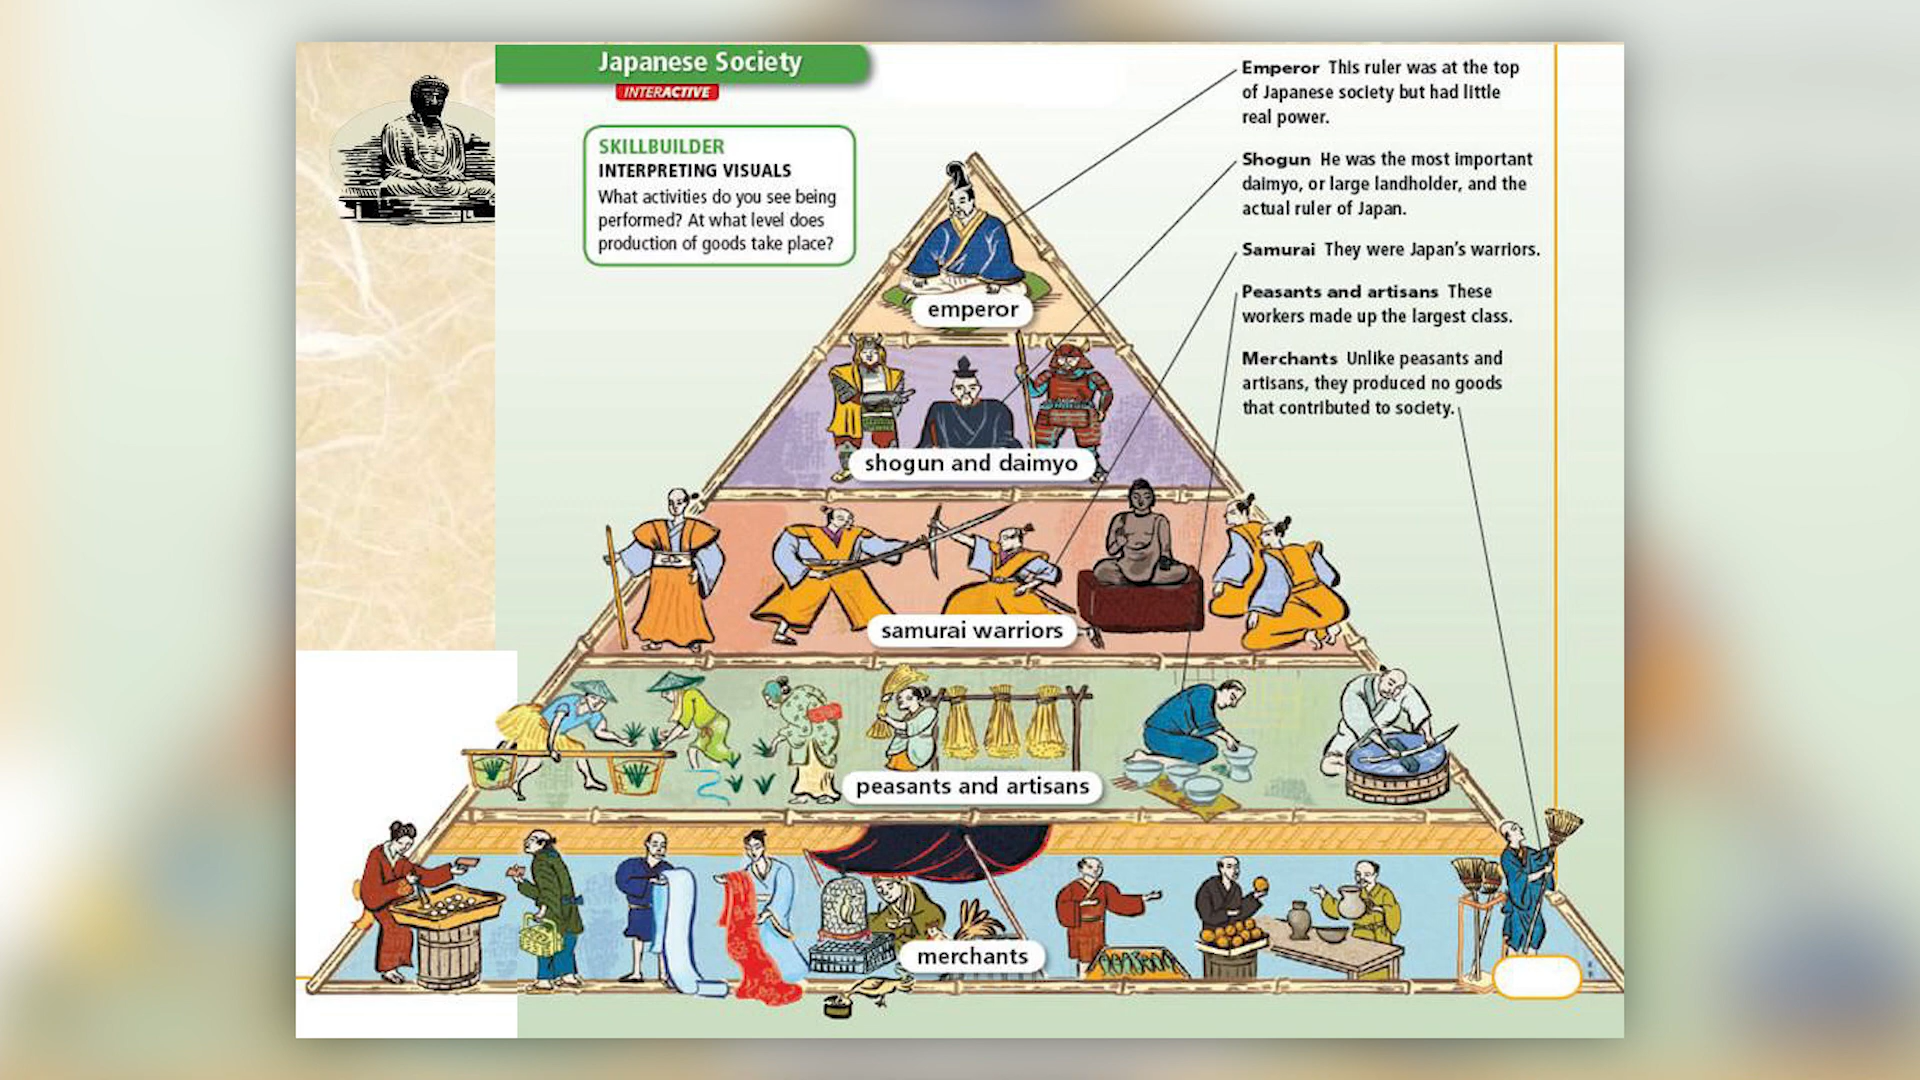 Japanese Society
INTERACTIVE
SKILLBUILDER
INTERPRETING VISUALS
What activities do you see being
performed? At what level does
production of goods take place?
Emperor This ruler was at the top
of Japanese society but had little
real power.
Shogun He was the most important
daimyo, or large landholder, and the
actual ruler of Japan.
Samurai They were Japan's warriors.
Peasants and artisans These
workers made up the largest class.
Merchants Unlike peasants and
artisans, they produced no goods
that contributed to society.
emperor
shogun and daimyo
samurai warriors
peasants and artisans
merchants